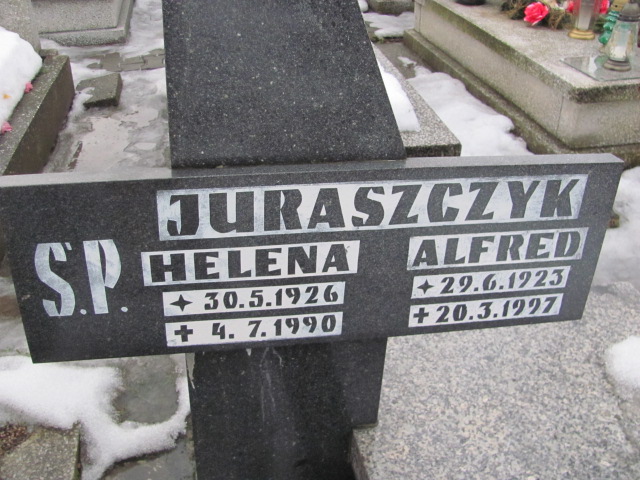 JURASZCZYK
Ś.P.
HELENA ALFRED
30.5.1926 29.6.1923
4.7.1990 20.3.1997